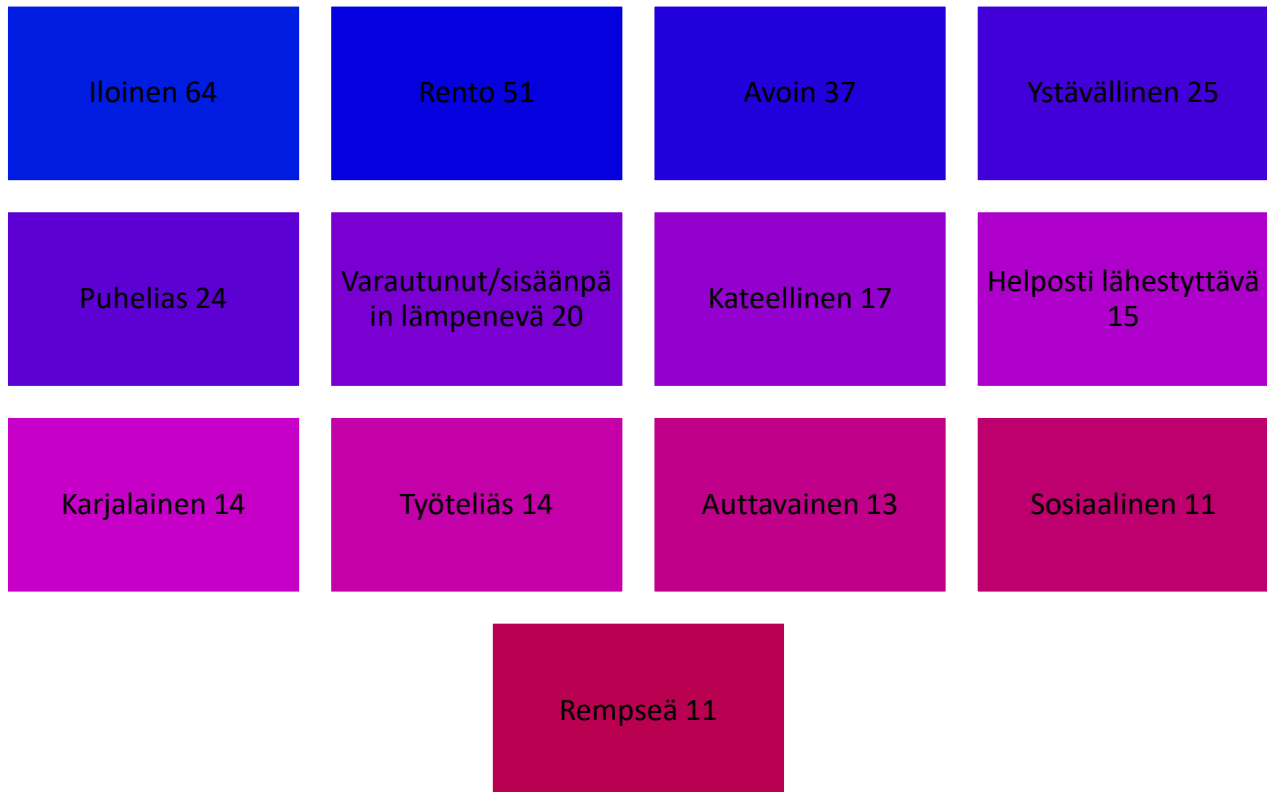 Iloinen 64
Rento 51
Avoin 37
Ystävällinen 25
Puhelias 24
Varautunut/sisäänpä
in lämpenevä 20
Kateellinen 17
Helposti lähestyttävä
15
Karjalainen 14
Työteliäs 14
Auttavainen 13
Sosiaalinen 11
Rempseä 11